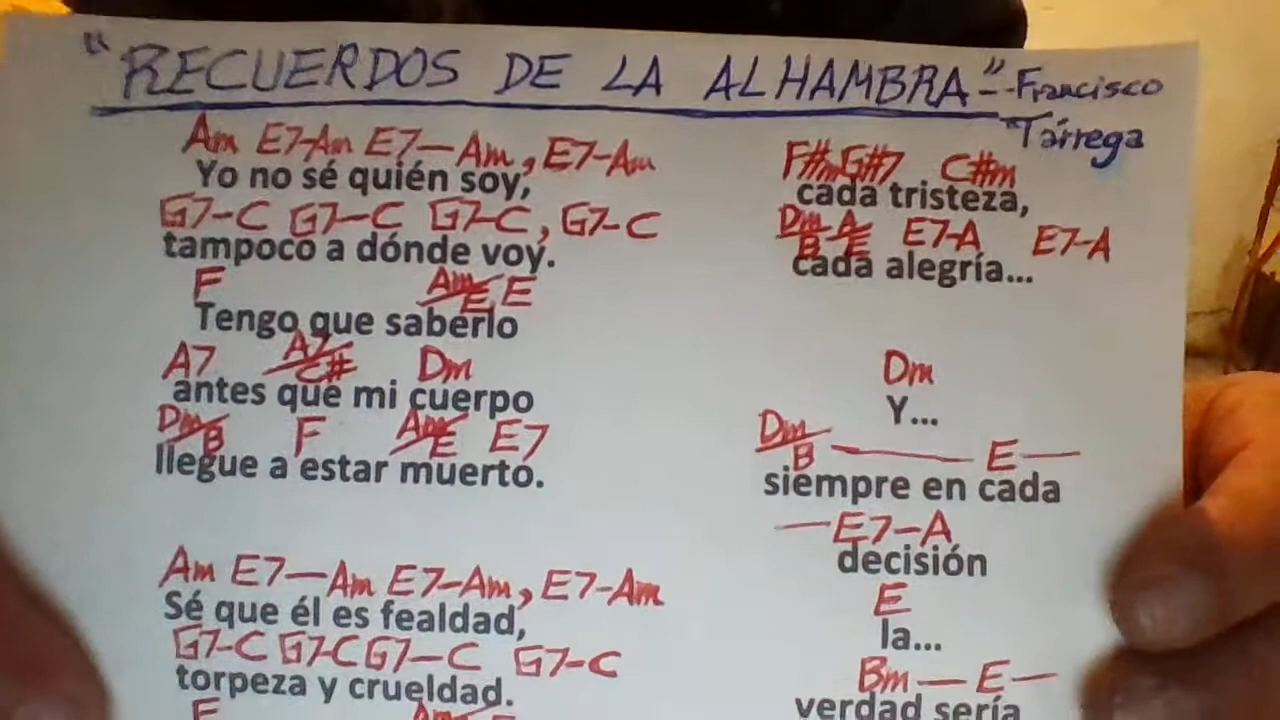 "RECUERDOS DE LA ALHAMBRA"-Francisco
Tárrega
Am E7-Am E7—Am, E7-Am
Yo no sé quién soy,
G7-C G7-C G7-C, G7-C
tampoco a dónde voy.
F Am/E E
Tengo que saberlo
A7 A7/C# Dm
antes que mi cuerpo
Dm/B F Am/E E7
llegue a estar muerto.
Am E7—Am E7-Am, E7-Am
Sé que él es fealdad,
G7-C G7-C G7—C G7-C
torpeza y crueldad.
F Am E
F#m G#7 C#m
cada tristeza,
Dm/B-A/E E7-A E7-A
cada alegría...
Dm
Y...
Dm/B — E—
siempre en cada
—E7-A
decisión
E
la...
Bm—E—
verdad sería